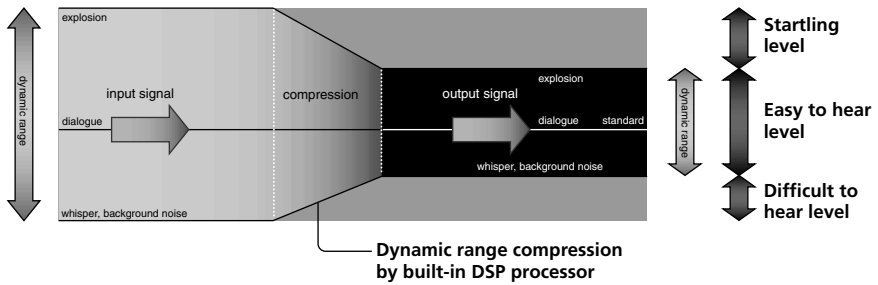 explosion
dynamic range
input signal
dialogue
whisper, background noise
compression
output signal
explosion
dialogue
standard
whisper, background noise
dynamic range
Startling
level
Easy to hear
level
Difficult to
hear level
Dynamic range compression
by built-in DSP processor